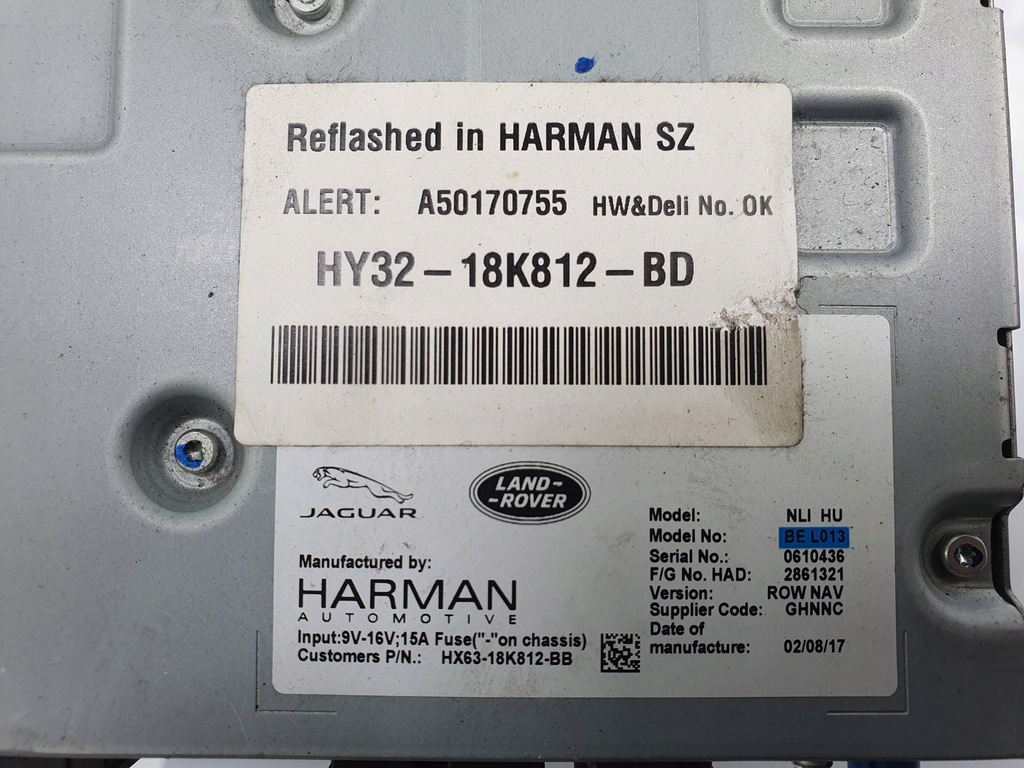 Reflashed in HARMAN SZ
ALERT: A50170755 HW&Deli No. OK
HY32-18K812-BD
JAGUAR
LAND-
-ROVER
Manufactured by:
HARMAN
AUTOMOTIVE
Input:9V-16V;15A Fuse("-"on chassis)
Customers P/N.: HX63-18K812-BB
Model: NLI HU
Model No: BE L013
Serial No.: 0610436
F/G No. HAD: 2861321
Version: ROW NAV
Supplier Code: GHNNC
Date of
manufacture: 02/08/17